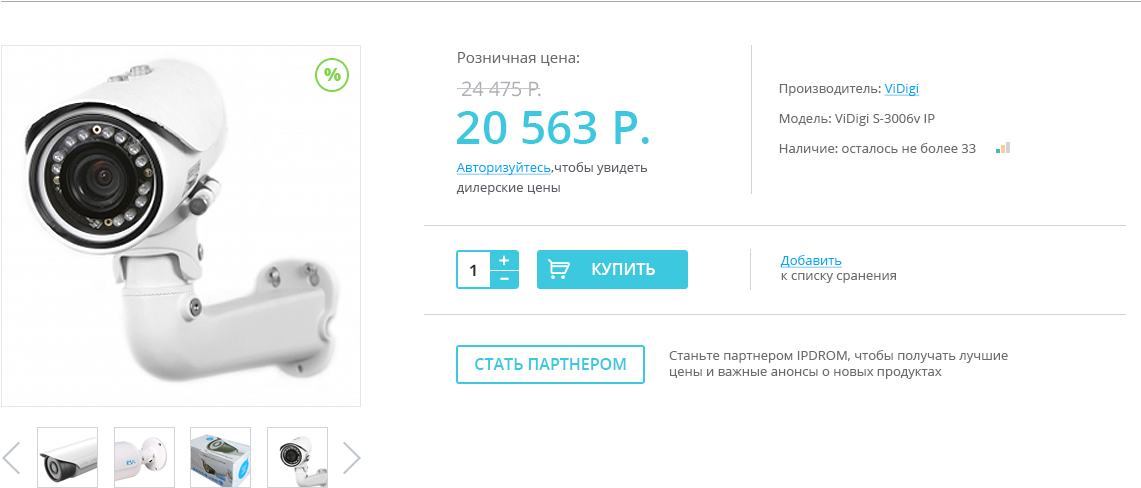 %
Розничная цена:
24 475 Р.
20 563 Р.
Авторизуйтесь,чтобы увидеть
дилерские цены
Производитель: ViDigi
Модель: ViDigi S-3006v IP
Наличие: осталось не более 33
1
+
−
КУПИТЬ
Добавить
к списку сранения
СТАТЬ ПАРТНЕРОМ
Станьте партнером IPDROM, чтобы получать лучшие
цены и важные анонсы о новых продуктах